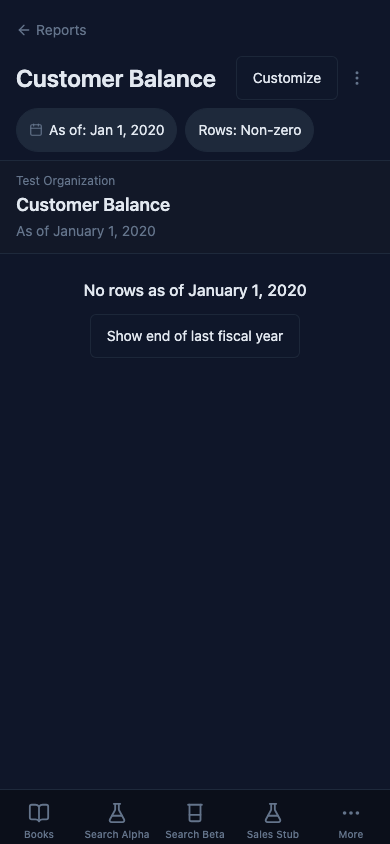 Reports
Customer Balance
Customize
As of: Jan 1, 2020
Rows: Non-zero
Test Organization
Customer Balance
As of January 1, 2020
No rows as of January 1, 2020
Show end of last fiscal year
Books
Search Alpha
Search Beta
Sales Stub
More